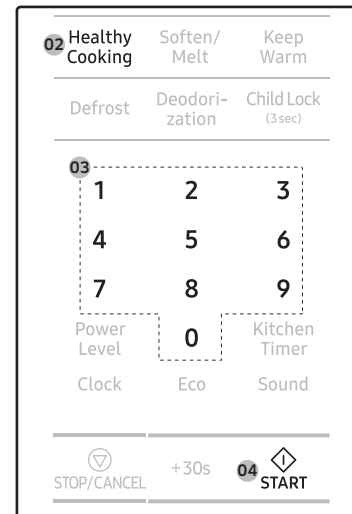 02 Healthy Cooking
Soften/ Melt
Keep Warm
Defrost
Deodori- zation
Child Lock (3 sec)
03
1 2 3
4 5 6
7 8 9
Power Level
0
Kitchen Timer
Clock Eco Sound
STOP/CANCEL
+30s
04 START